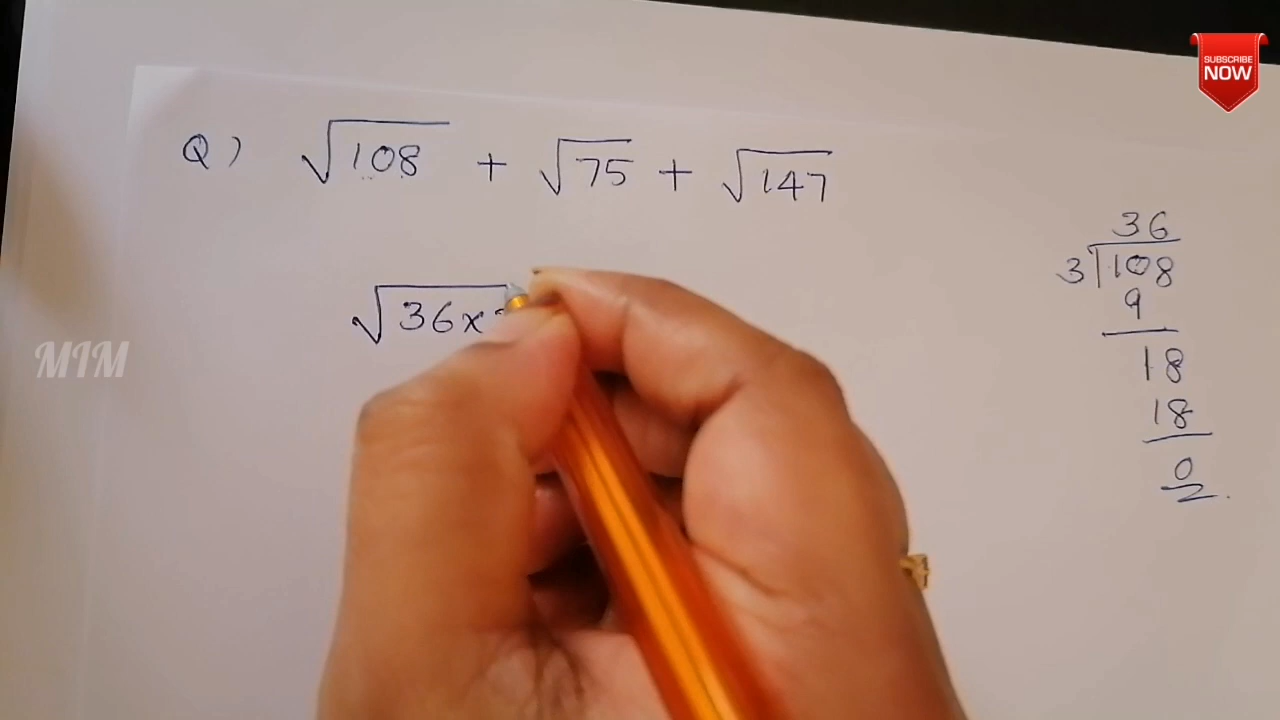 Q) √108 + √75 + √147
√36x
36
3 108
9
18
18
0
MIM
SUBSCRIBE
NOW